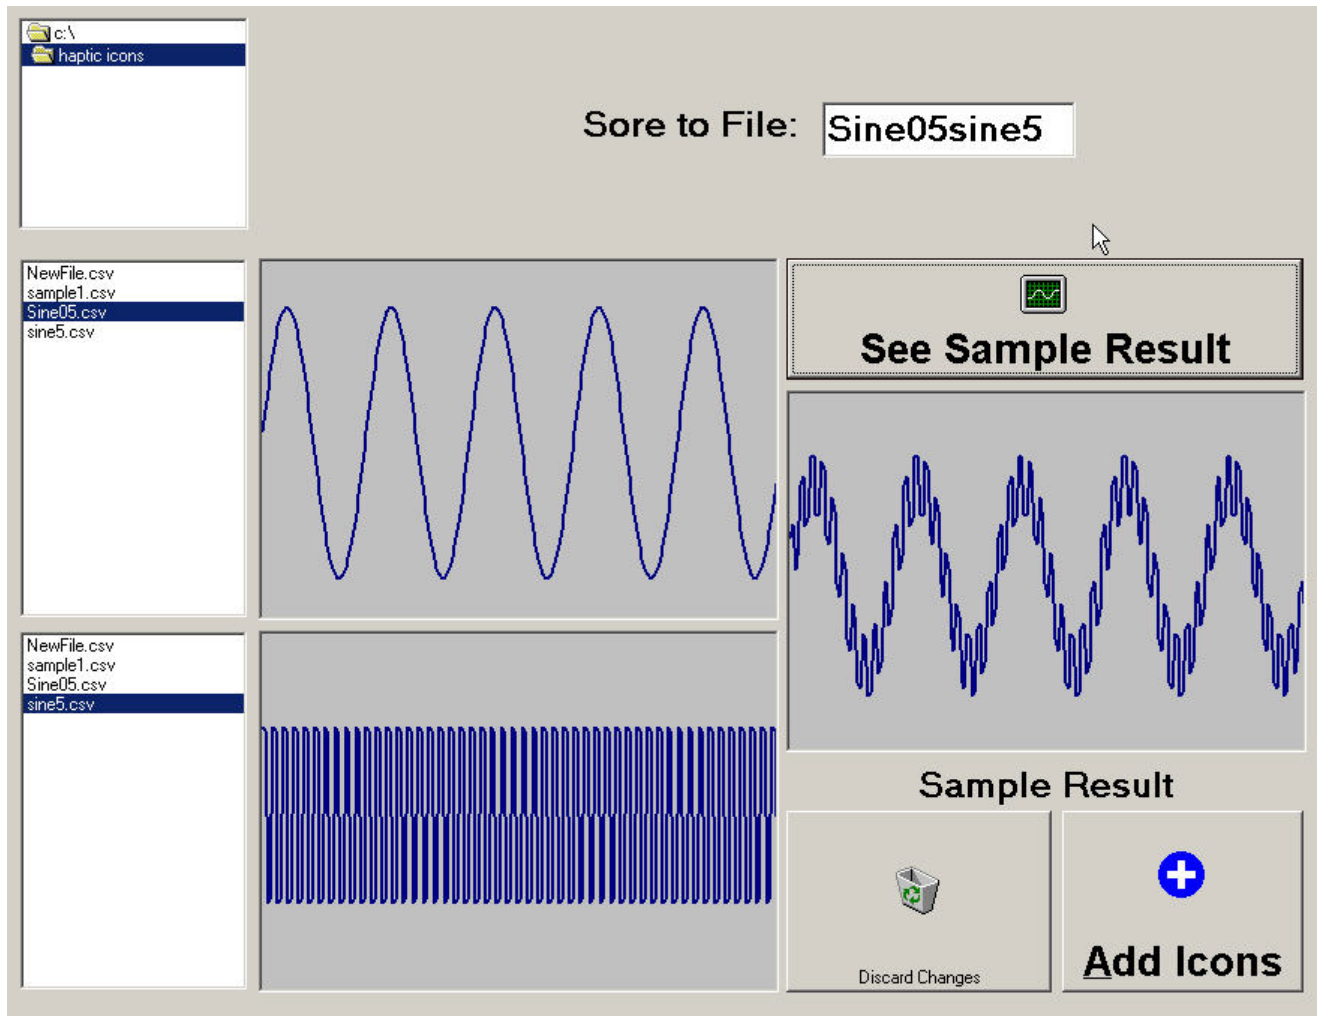 c:\
haptic icons
Sore to File:
Sine05sine5
NewFile.csv
sample1.csv
Sine05.csv
sine5.csv
See Sample Result
NewFile.csv
sample1.csv
Sine05.csv
sine5.csv
Sample Result
Discard Changes
Add Icons